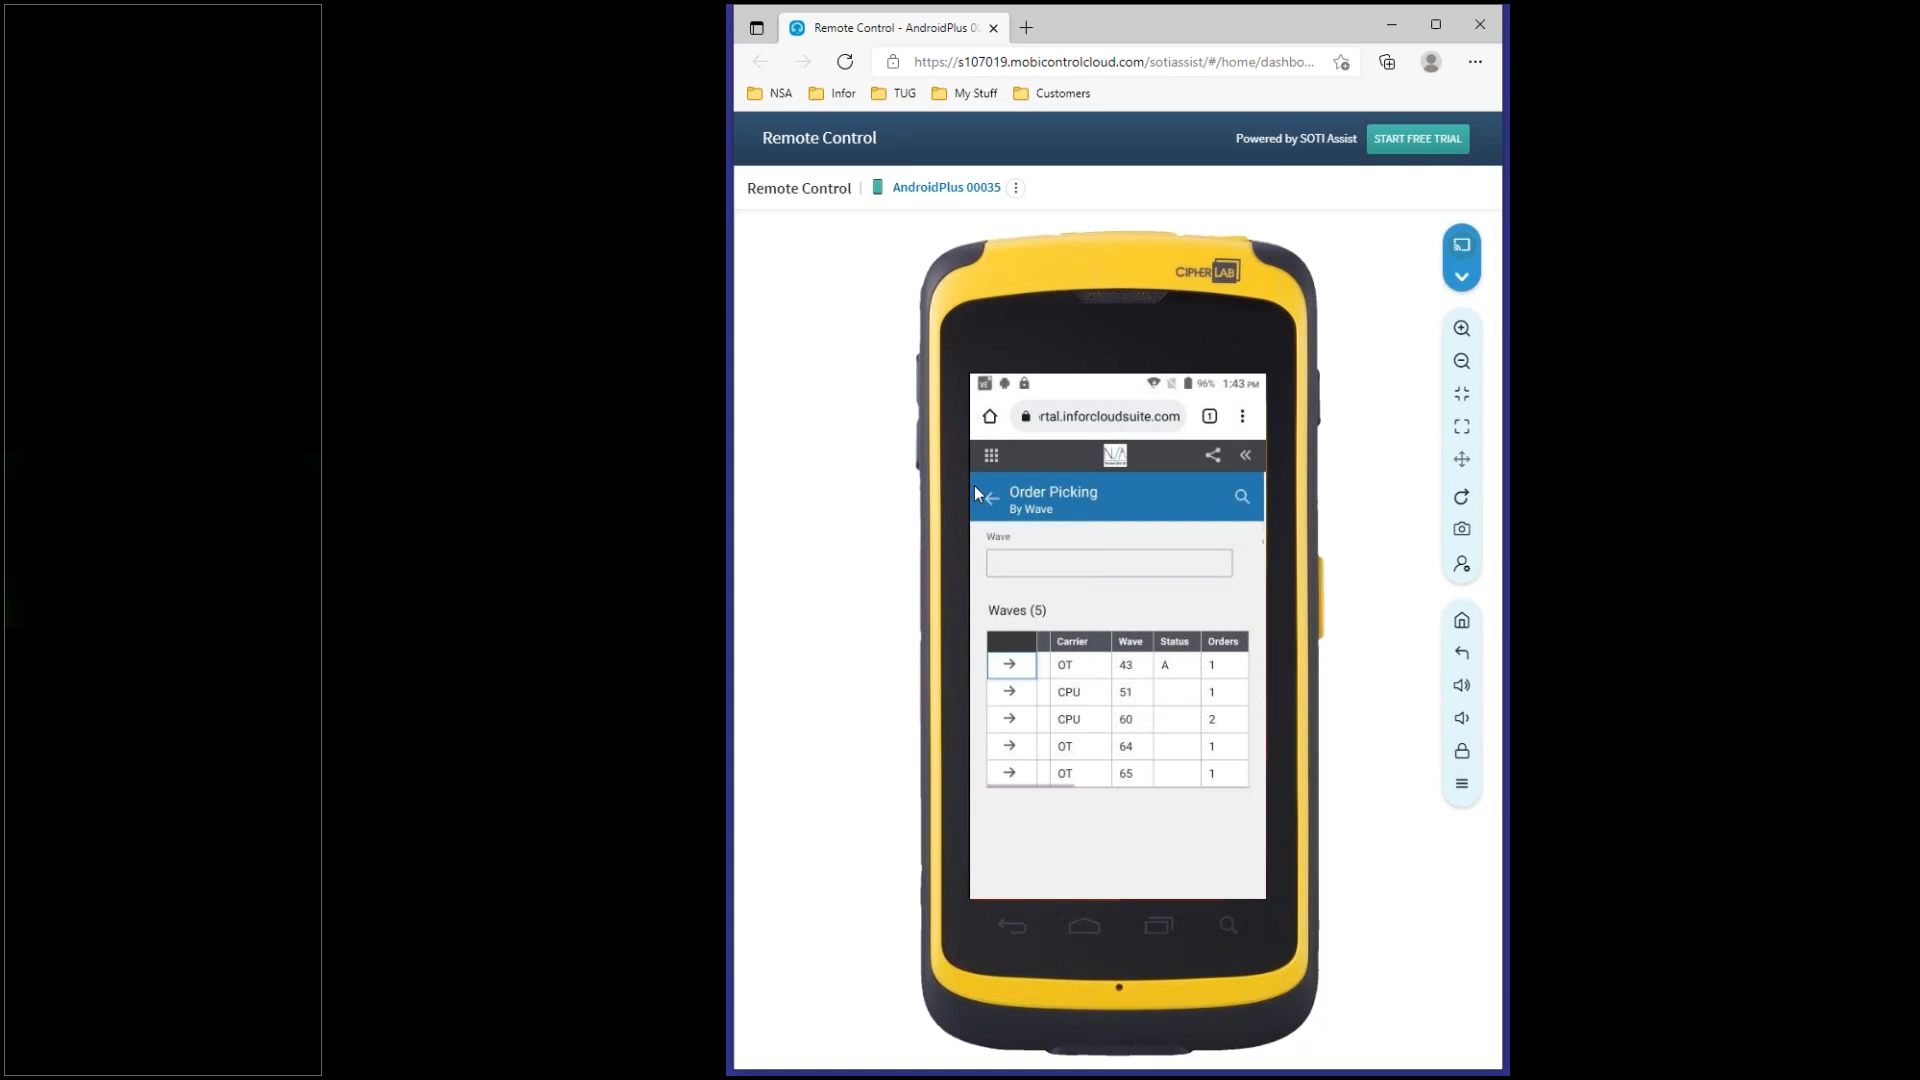 Remote Control - AndroidPlus 00
https://s107019.mobicontrolcloud.com/sotiassist/#/home/dashbo...
NSA Infor TUG My Stuff Customers
Remote Control Powered by SOTI Assist START FREE TRIAL
Remote Control | AndroidPlus 00035
CIPHERLAB
96% 1:43 PM
rtal.inforcloudsuite.com 1
NSA
Order Picking
By Wave
Wave
Waves (5)
Carrier Wave Status Orders
OT 43 A 1
CPU 51 1
CPU 60 2
OT 64 1
OT 65 1